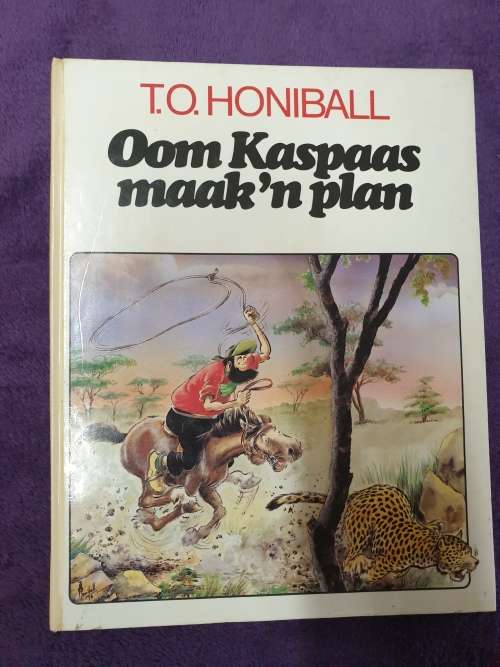 T.O. HONIBALL
Oom Kaspaas
maak 'n plan